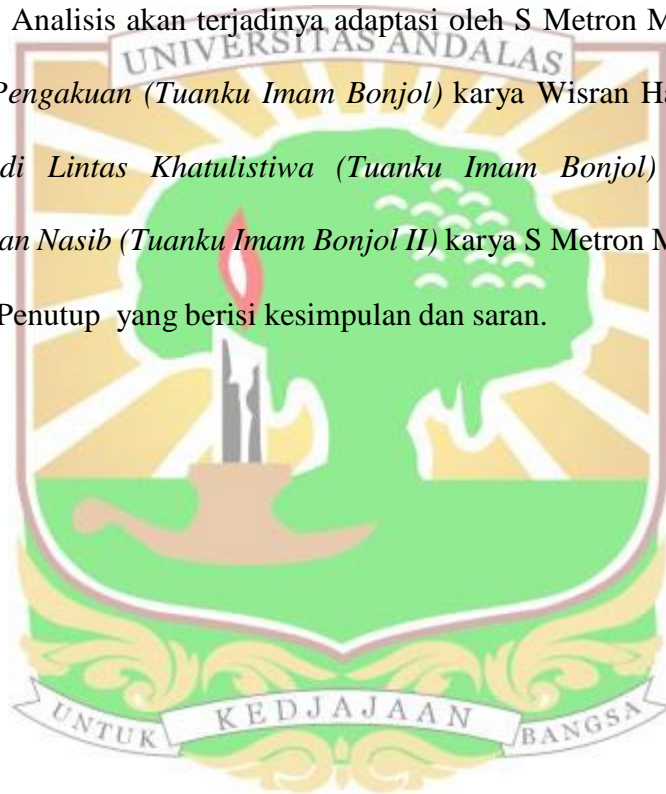 Analisis akan terjadinya adaptasi oleh S Metron M
UNIVERSITAS ANDALAS
Pengakuan (Tuanku Imam Bonjol) karya Wisran Ha
di Lintas Khatulistiwa (Tuanku Imam Bonjol)
an Nasib (Tuanku Imam Bonjol II) karya S Metron M
Penutup yang berisi kesimpulan dan saran.
UNTUK KEDJAJAAN BANGSA